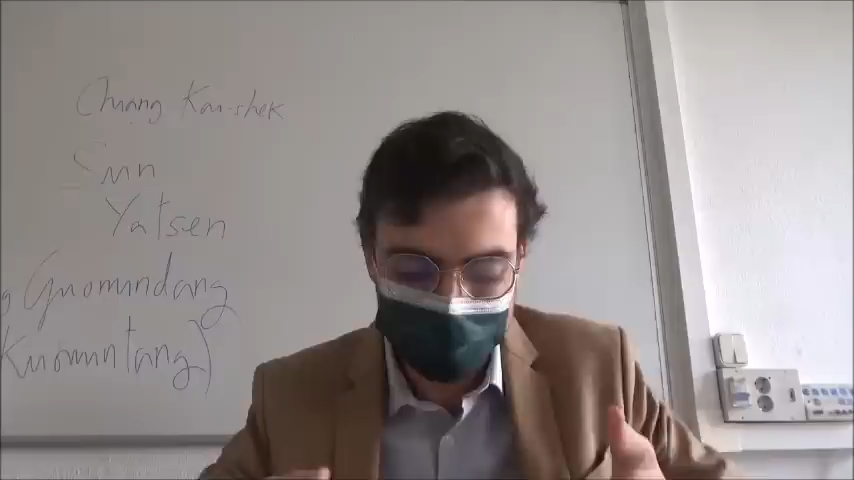 Chiang Kai-shek
Sun
Yatsen
g Guomindang
Kuomintang)